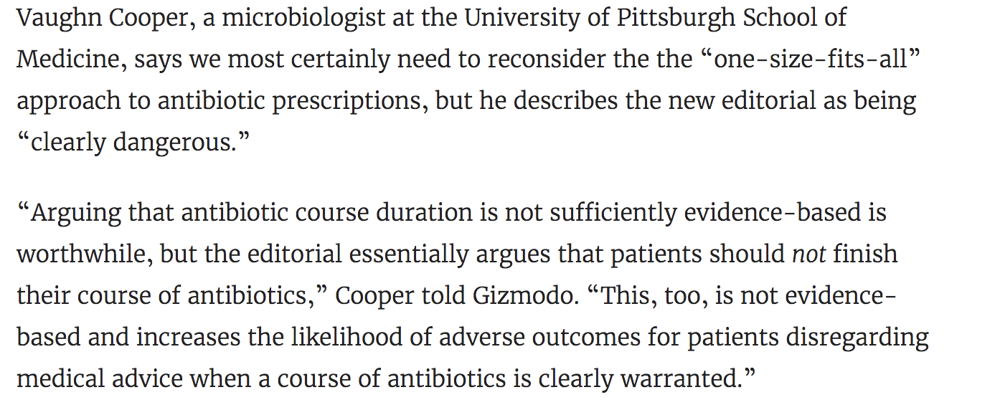 Vaughn Cooper, a microbiologist at the University of Pittsburgh School of
Medicine, says we most certainly need to reconsider the the “one-size-fits-all”
approach to antibiotic prescriptions, but he describes the new editorial as being
“clearly dangerous.”
“Arguing that antibiotic course duration is not sufficiently evidence-based is
worthwhile, but the editorial essentially argues that patients should not finish
their course of antibiotics,” Cooper told Gizmodo. “This, too, is not evidence-
based and increases the likelihood of adverse outcomes for patients disregarding
medical advice when a course of antibiotics is clearly warranted.”